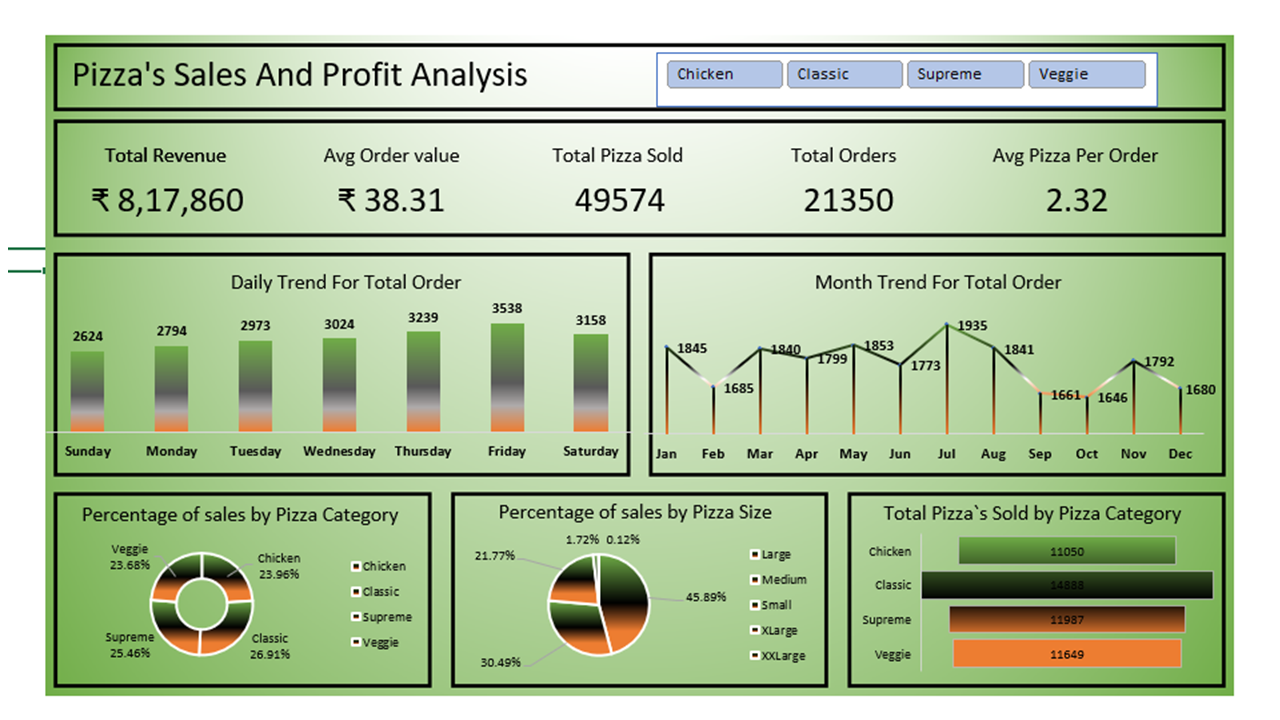 Pizza's Sales And Profit Analysis
Chicken Classic Supreme Veggie
Total Revenue
₹ 8,17,860
Avg Order value
₹ 38.31
Total Pizza Sold
49574
Total Orders
21350
Avg Pizza Per Order
2.32
Daily Trend For Total Order
2624 2794 2973 3024 3239 3538 3158
Sunday Monday Tuesday Wednesday Thursday Friday Saturday
Month Trend For Total Order
1845 1685 1840 1799 1853 1773 1935 1841 1661 1646 1792 1680
Jan Feb Mar Apr May Jun Jul Aug Sep Oct Nov Dec
Percentage of sales by Pizza Category
Veggie
23.68%
Chicken
23.96%
Supreme
25.46%
Classic
26.91%
Chicken
Classic
Supreme
Veggie
Percentage of sales by Pizza Size
1.72% 0.12%
21.77%
45.89%
30.49%
Large
Medium
Small
XLarge
XXLarge
Total Pizza`s Sold by Pizza Category
Chicken 11050
Classic 14888
Supreme 11987
Veggie 11649